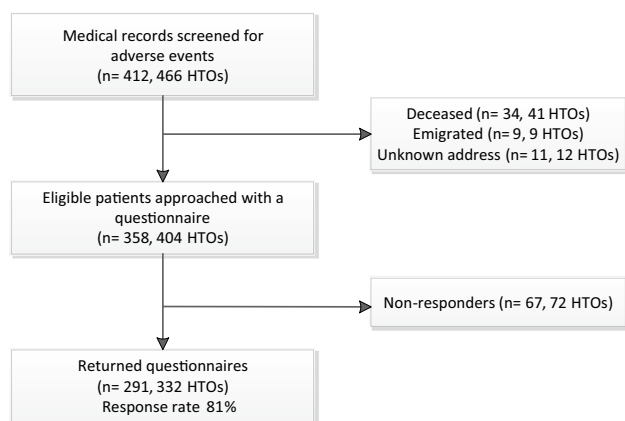 Medical records screened for
adverse events
(n= 412, 466 HTOs)
Deceased (n= 34, 41 HTOs)
Emigrated (n= 9, 9 HTOs)
Unknown address (n= 11, 12 HTOs)
Eligible patients approached with a
questionnaire
(n= 358, 404 HTOs)
Non-responders (n= 67, 72 HTOs)
Returned questionnaires
(n= 291, 332 HTOs)
Response rate 81%